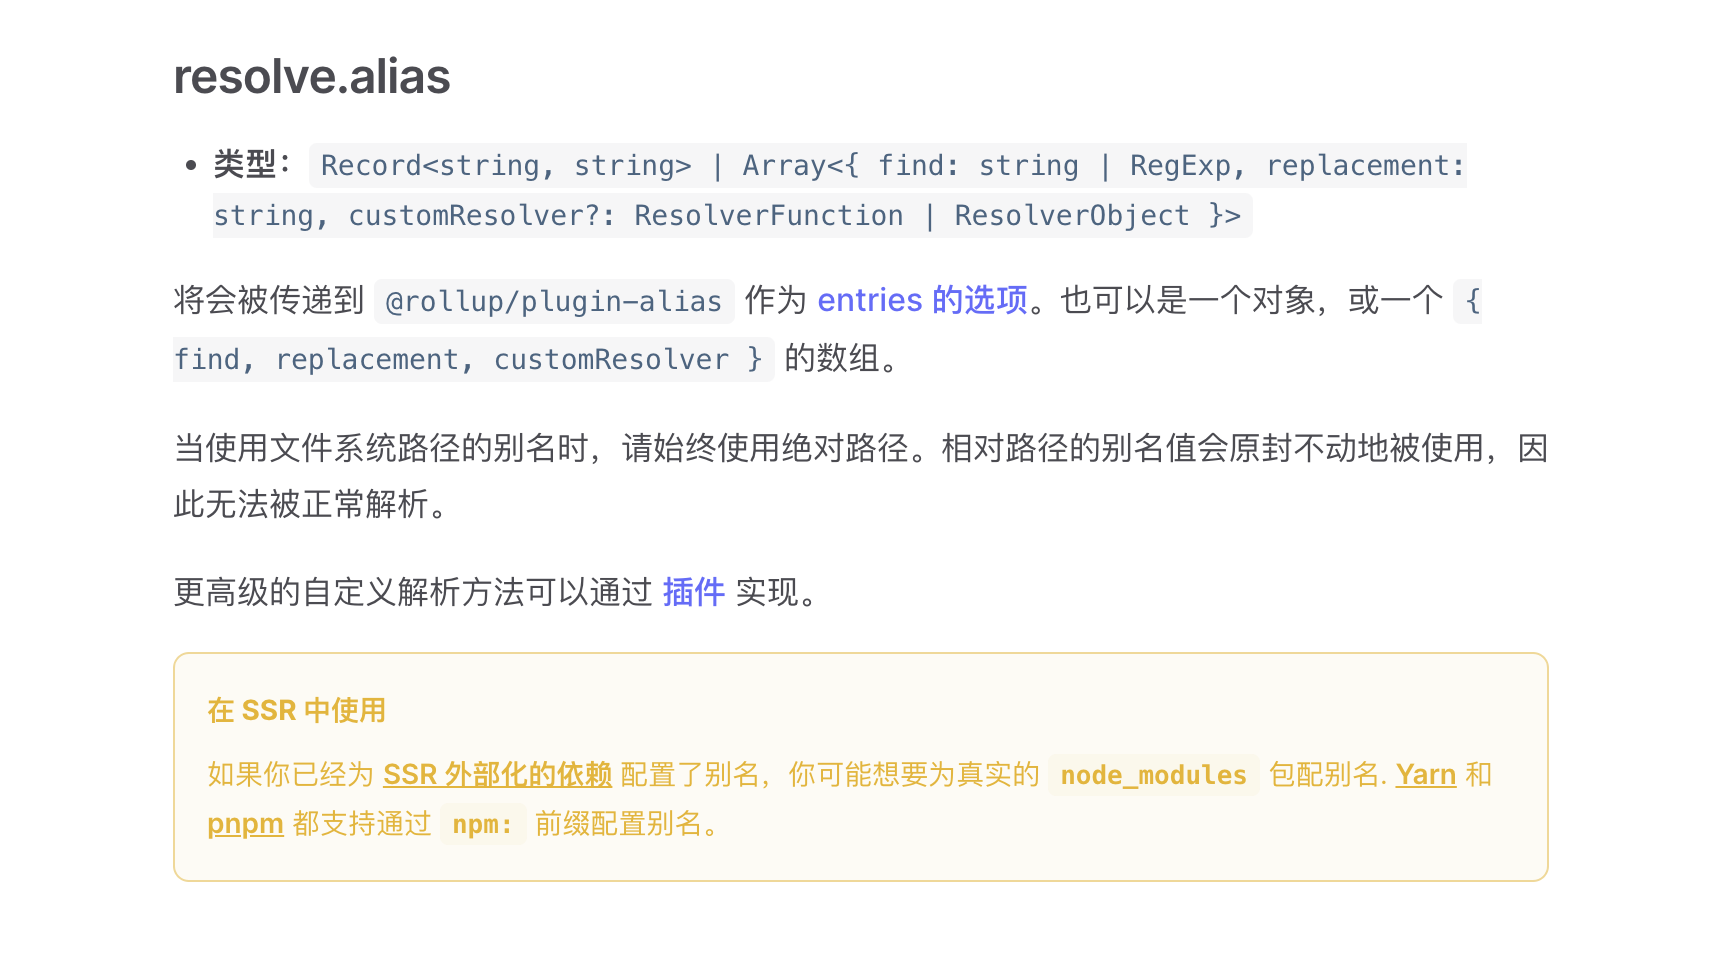 resolve.alias
• 类型： Record<string, string> | Array<{ find: string | RegExp, replacement:
string, customResolver?: ResolverFunction | ResolverObject }>
将会被传递到 @rollup/plugin-alias 作为 entries 的选项。也可以是一个对象，或一个 {
find, replacement, customResolver } 的数组。
当使用文件系统路径的别名时，请始终使用绝对路径。相对路径的别名值会原封不动地被使用，因
此无法被正常解析。
更高级的自定义解析方法可以通过 插件 实现。
在 SSR 中使用
如果你已经为 SSR 外部化的依赖 配置了别名，你可能想要为真实的 node_modules 包配别名. Yarn 和
pnpm 都支持通过 npm: 前缀配置别名。